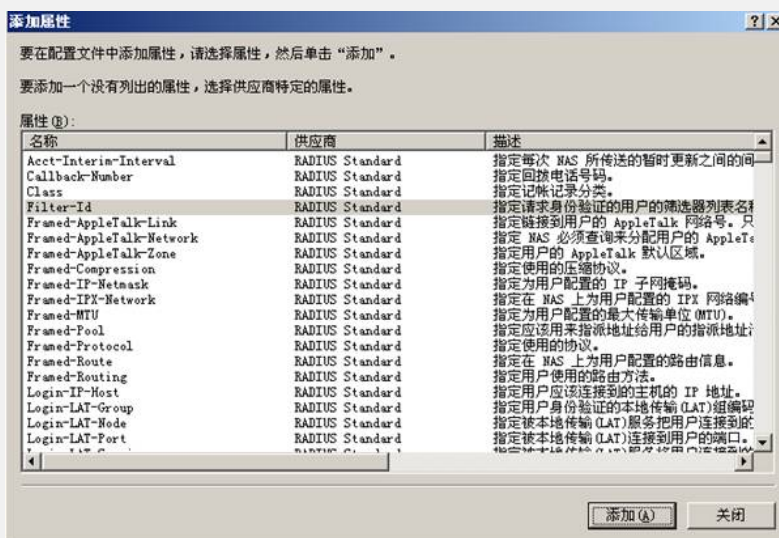 添加属性
要在配置文件中添加属性，请选择属性，然后单击“添加”。
要添加一个没有列出的属性，选择供应商特定的属性。
属性(B):
名称 供应商 描述
Acct-Interim-Interval RADIUS Standard 指定每次 NAS 所传送的暂时更新之间的间
Callback-Number RADIUS Standard 指定回拨电话号码。
Class RADIUS Standard 指定记帐记录分类。
Filter-Id RADIUS Standard 指定请求身份验证的用户的筛选器列表名称
Framed-AppleTalk-Link RADIUS Standard 指定链接到用户的 AppleTalk 网络号。只
Framed-AppleTalk-Network RADIUS Standard 指定 NAS 必须查询来分配用户的 AppleTa
Framed-AppleTalk-Zone RADIUS Standard 指定用户的 AppleTalk 默认区域。
Framed-Compression RADIUS Standard 指定使用的压缩协议。
Framed-IP-Netmask RADIUS Standard 指定为用户配置的 IP 子网掩码。
Framed-IPX-Network RADIUS Standard 指定在 NAS 上为用户配置的 IPX 网络编号
Framed-MTU RADIUS Standard 指定为用户配置的最大传输单位(MTU)。
Framed-Pool RADIUS Standard 指定应该用来指派地址给用户的指派地址
Framed-Protocol RADIUS Standard 指定使用的协议。
Framed-Route RADIUS Standard 指定在 NAS 上为用户配置的路由信息。
Framed-Routing RADIUS Standard 指定用户使用的路由方法。
Login-IP-Host RADIUS Standard 指定用户应该连接到的主机的 IP 地址。
Login-LAT-Group RADIUS Standard 指定用户身份验证的本地传输(LAT)组编码
Login-LAT-Node RADIUS Standard 指定被本地传输(LAT)服务把用户连接到的
Login-LAT-Port RADIUS Standard 指定被本地传输(LAT)连接到用户的端口。
添加(A) 关闭